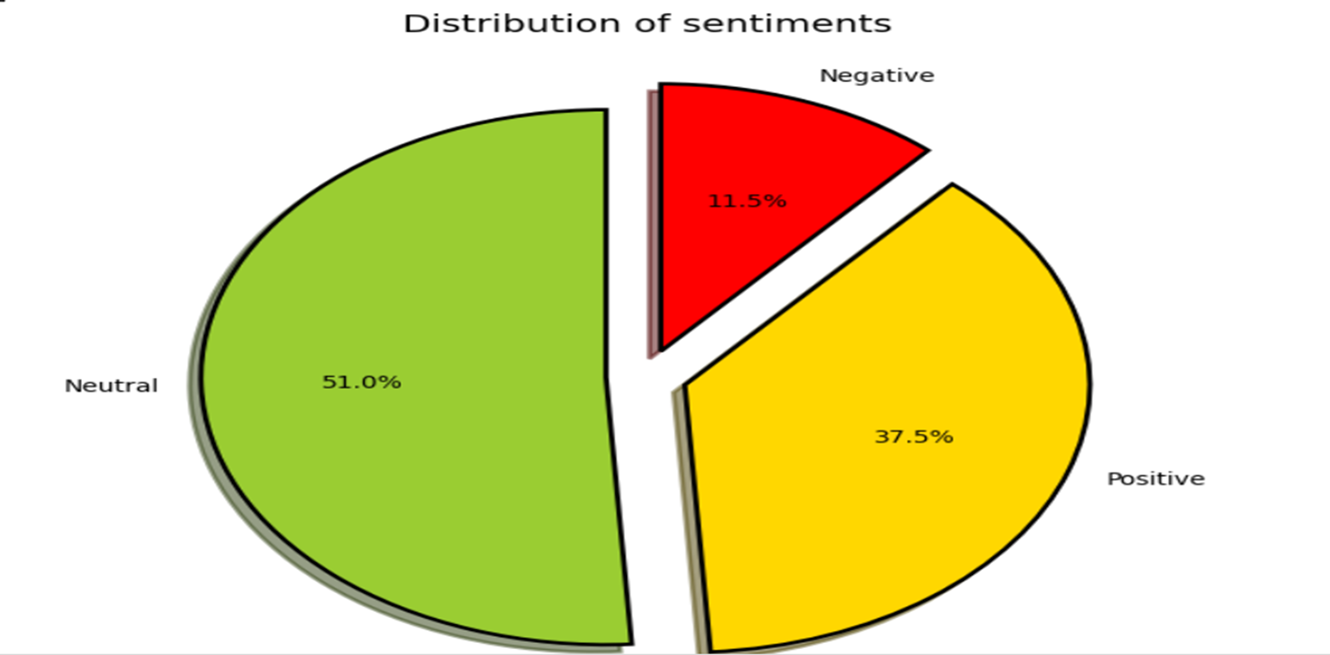 Distribution of sentiments
Negative
11.5%
Neutral
51.0%
37.5%
Positive